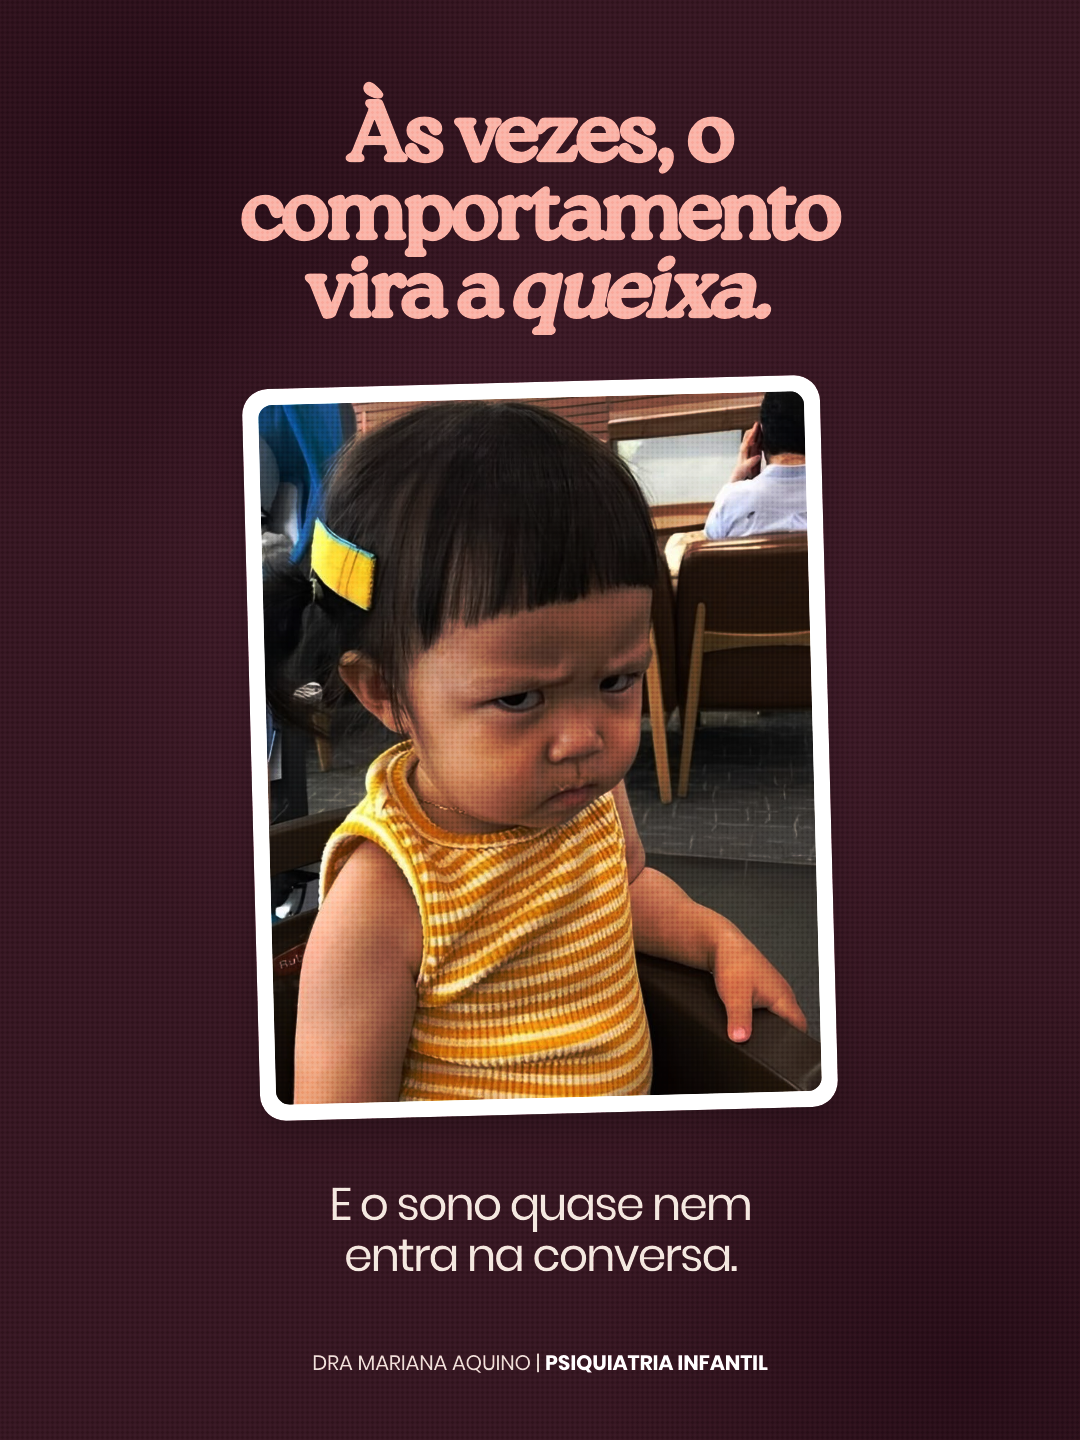 Às vezes, o
comportamento
vira a queixa.
E o sono quase nem
entra na conversa.
DRA MARIANA AQUINO | PSIQUIATRIA INFANTIL